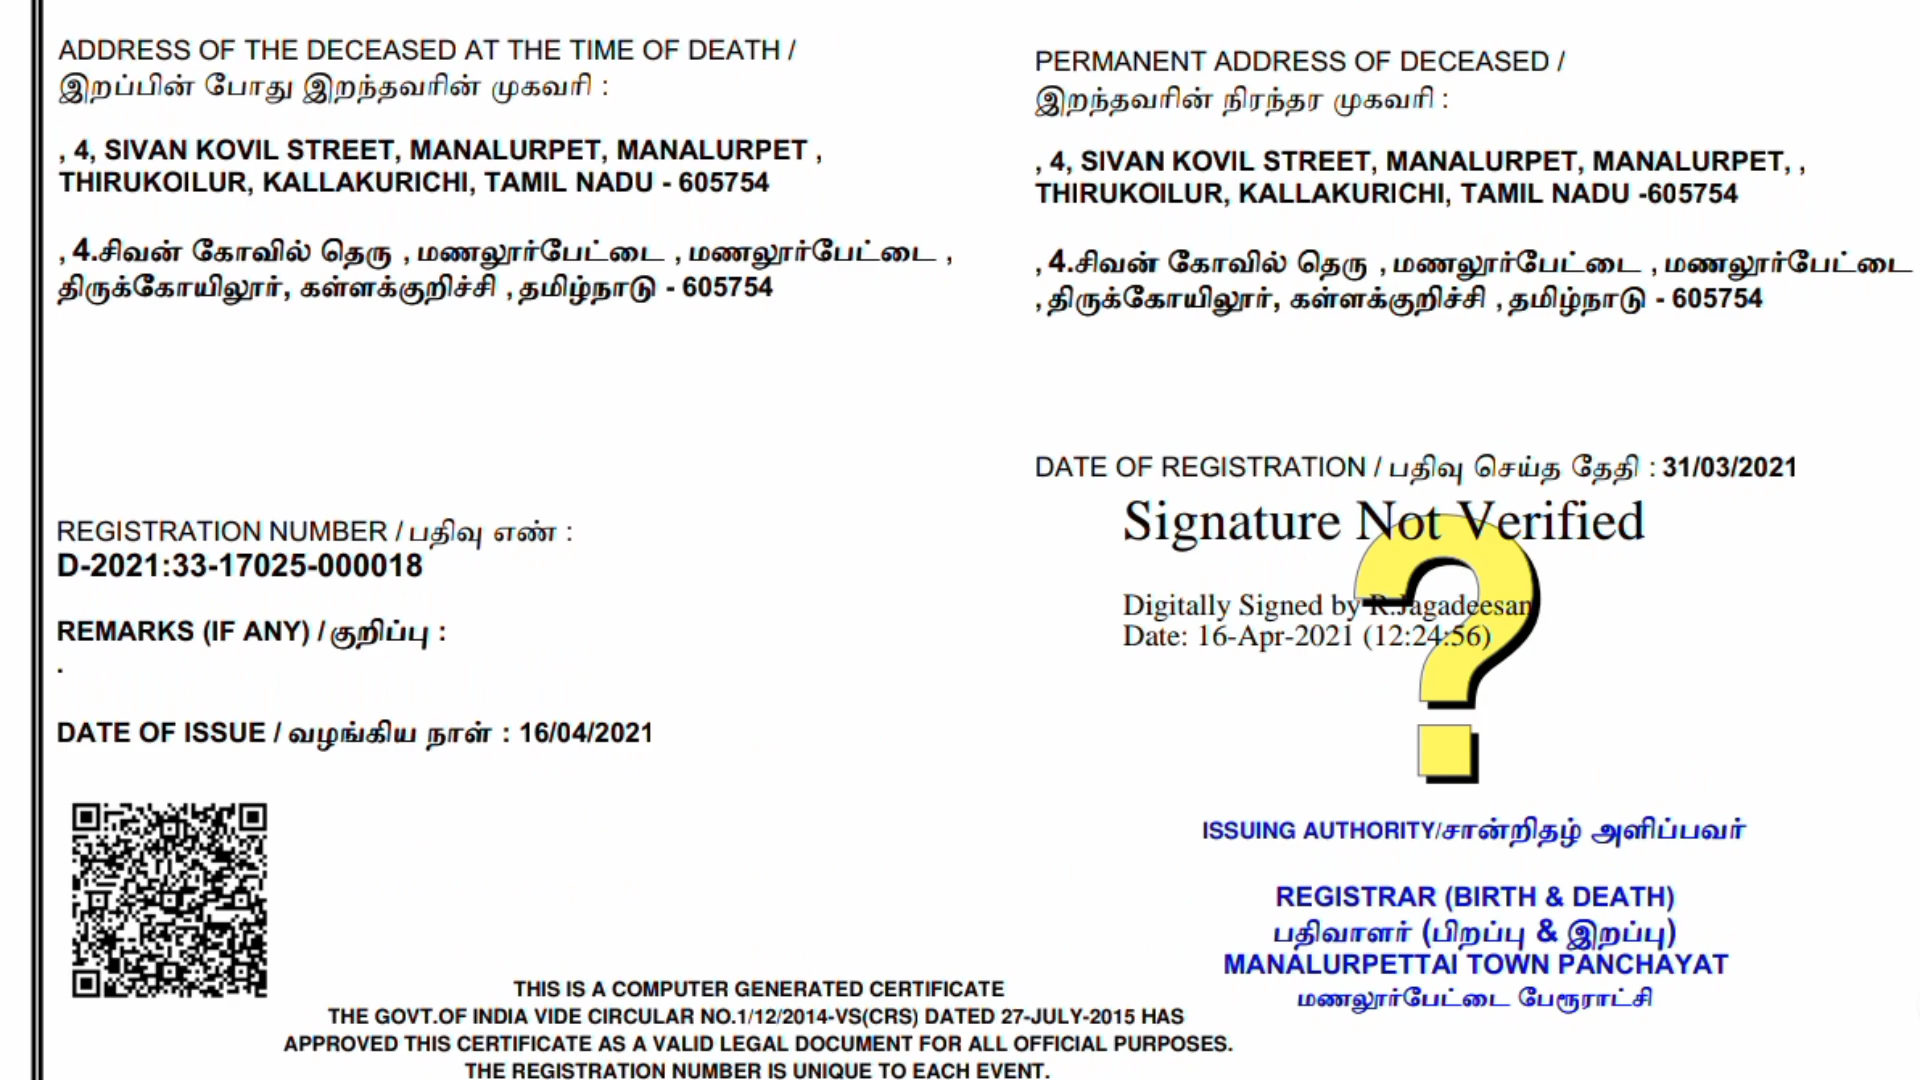 ADDRESS OF THE DECEASED AT THE TIME OF DEATH /
இறப்பின் போது இறந்தவரின் முகவரி :
, 4, SIVAN KOVIL STREET, MANALURPET, MANALURPET ,
THIRUKOILUR, KALLAKURICHI, TAMIL NADU - 605754
, 4.சிவன் கோவில் தெரு , மணலூர்பேட்டை , மணலூர்பேட்டை ,
திருக்கோயிலூர், கள்ளக்குறிச்சி , தமிழ்நாடு - 605754
PERMANENT ADDRESS OF DECEASED /
இறந்தவரின் நிரந்தர முகவரி :
, 4, SIVAN KOVIL STREET, MANALURPET, MANALURPET, ,
THIRUKOILUR, KALLAKURICHI, TAMIL NADU -605754
, 4.சிவன் கோவில் தெரு , மணலூர்பேட்டை , மணலூர்பேட்டை
, திருக்கோயிலூர், கள்ளக்குறிச்சி , தமிழ்நாடு - 605754
DATE OF REGISTRATION / பதிவு செய்த தேதி : 31/03/2021
Signature Not Verified
Digitally Signed by R.Jagadeesan
Date: 16-Apr-2021 (12:24:56)
REGISTRATION NUMBER / பதிவு எண் :
D-2021:33-17025-000018
REMARKS (IF ANY) / குறிப்பு :
.
DATE OF ISSUE / வழங்கிய நாள் : 16/04/2021
ISSUING AUTHORITY/சான்றிதழ் அளிப்பவர்
REGISTRAR (BIRTH & DEATH)
பதிவாளர் (பிறப்பு & இறப்பு)
MANALURPETTAI TOWN PANCHAYAT
மணலூர்பேட்டை பேரூராட்சி
THIS IS A COMPUTER GENERATED CERTIFICATE
THE GOVT.OF INDIA VIDE CIRCULAR NO.1/12/2014-VS(CRS) DATED 27-JULY-2015 HAS
APPROVED THIS CERTIFICATE AS A VALID LEGAL DOCUMENT FOR ALL OFFICIAL PURPOSES.
THE REGISTRATION NUMBER IS UNIQUE TO EACH EVENT.